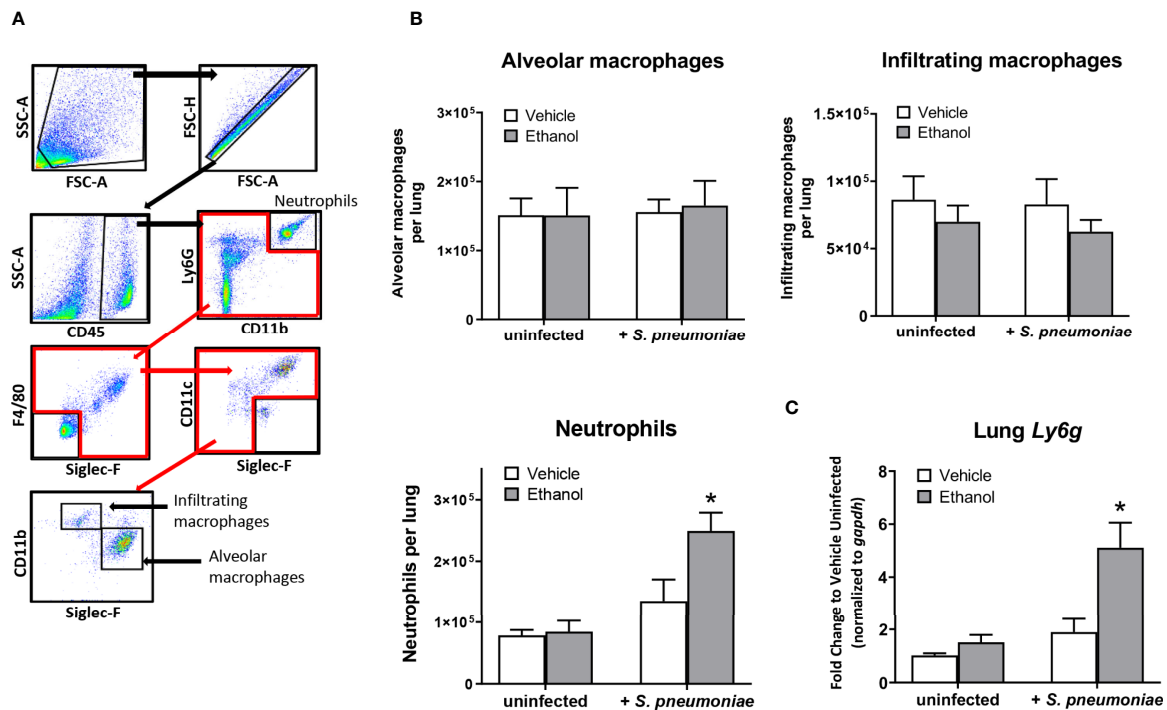 A
SSC-A
FSC-A
FSC-H
FSC-A
SSC-A
CD45
Neutrophils
Ly6G
CD11b
F4/80
Siglec-F
CD11c
Siglec-F
CD11b
Siglec-F
Infiltrating
macrophages
Alveolar
macrophages
B
Alveolar macrophages
Vehicle
Ethanol
Alveolar macrophages
per lung
3×10⁵
2×10⁵
1×10⁵
0
uninfected
+ S. pneumoniae
Infiltrating macrophages
Vehicle
Ethanol
Infiltrating macrophages
per lung
1.5×10⁵
1×10⁵
5×10⁴
0
uninfected
+ S. pneumoniae
Neutrophils
Vehicle
Ethanol
Neutrophils per lung
3×10⁵
2×10⁵
1×10⁵
0
*
uninfected
+ S. pneumoniae
C
Lung Ly6g
Vehicle
Ethanol
Fold Change to Vehicle Uninfected
(normalized to gapdh)
8
6
4
2
0
*
uninfected
+ S. pneumoniae